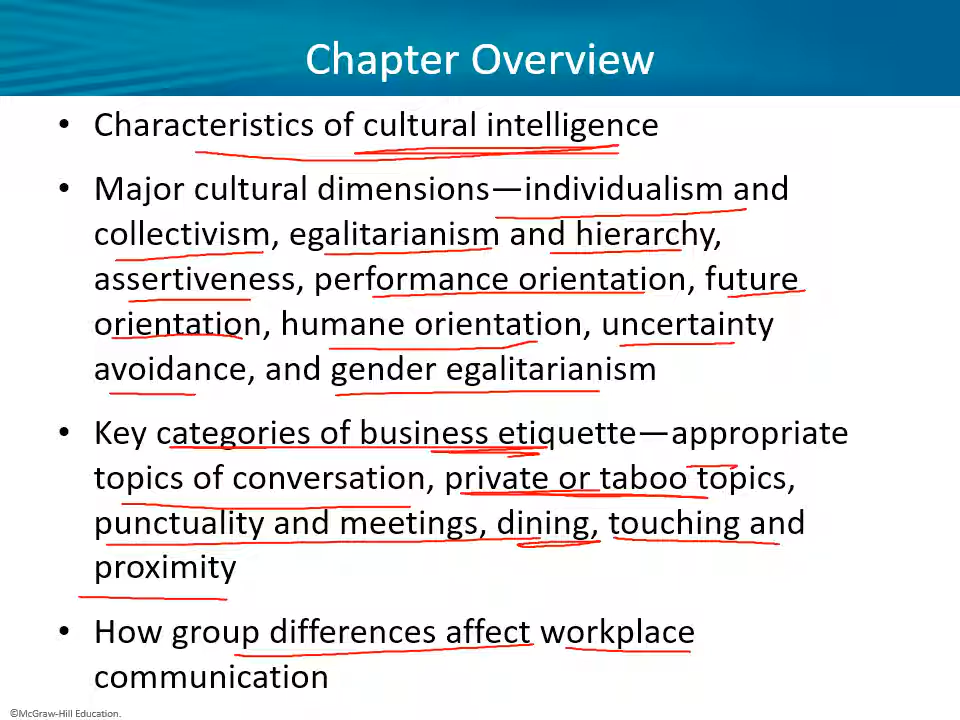 Chapter Overview
• Characteristics of cultural intelligence
• Major cultural dimensions—individualism and
collectivism, egalitarianism and hierarchy,
assertiveness, performance orientation, future
orientation, humane orientation, uncertainty
avoidance, and gender egalitarianism
• Key categories of business etiquette—appropriate
topics of conversation, private or taboo topics,
punctuality and meetings, dining, touching and
proximity
• How group differences affect workplace
communication
©McGraw-Hill Education.